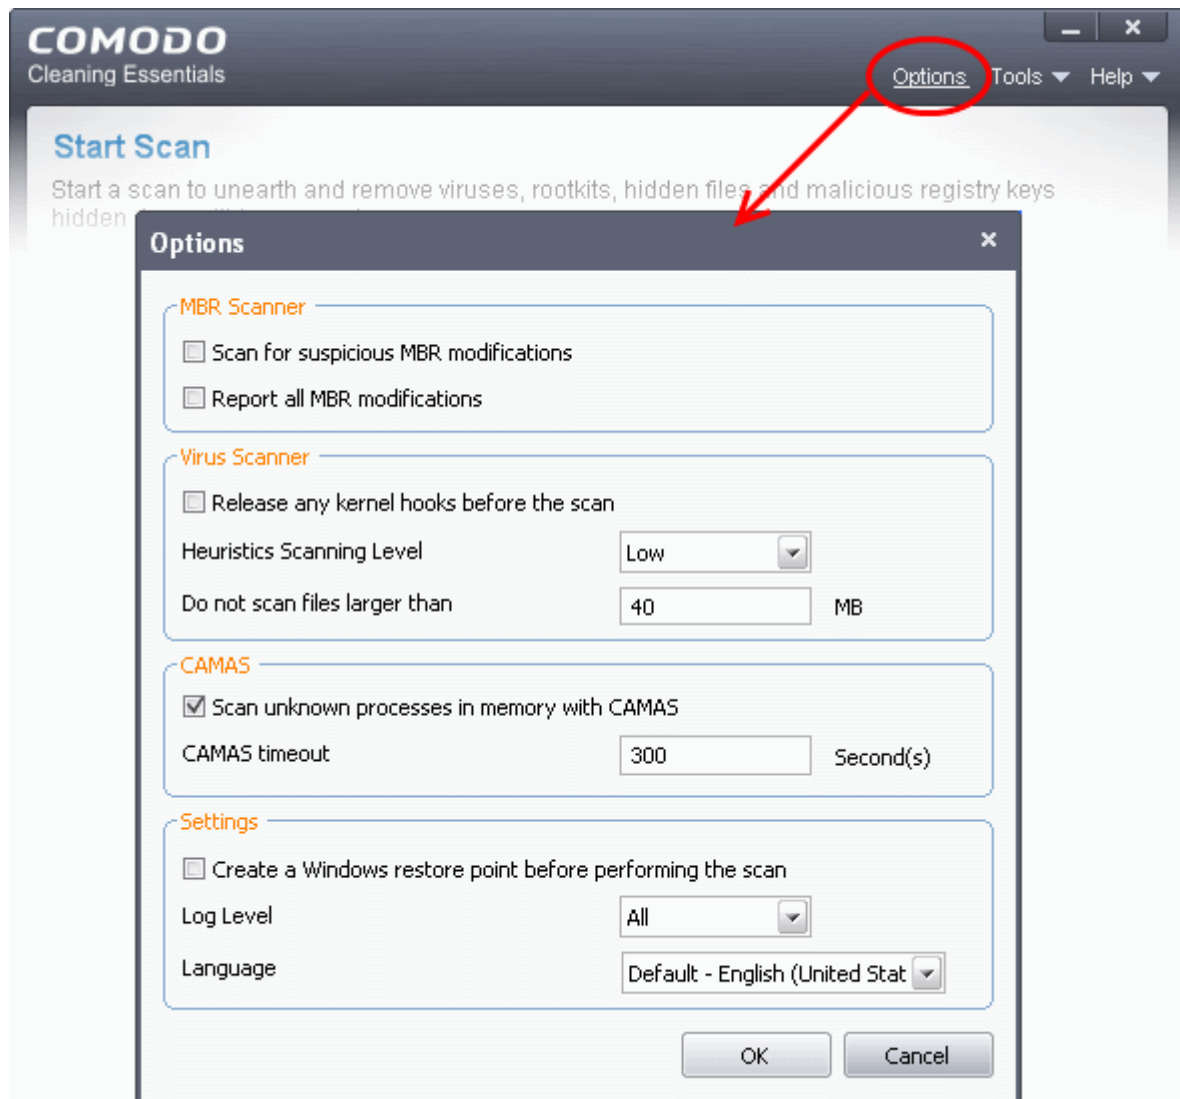 COMODO
Cleaning Essentials
Options Tools Help
Start Scan
Start a scan to unearth and remove viruses, rootkits, hidden files and malicious registry keys
hidden
Options
MBR Scanner
Scan for suspicious MBR modifications
Report all MBR modifications
Virus Scanner
Release any kernel hooks before the scan
Heuristics Scanning Level Low
Do not scan files larger than 40 MB
CAMAS
Scan unknown processes in memory with CAMAS
CAMAS timeout 300 Second(s)
Settings
Create a Windows restore point before performing the scan
Log Level All
Language Default - English (United Stat
OK Cancel